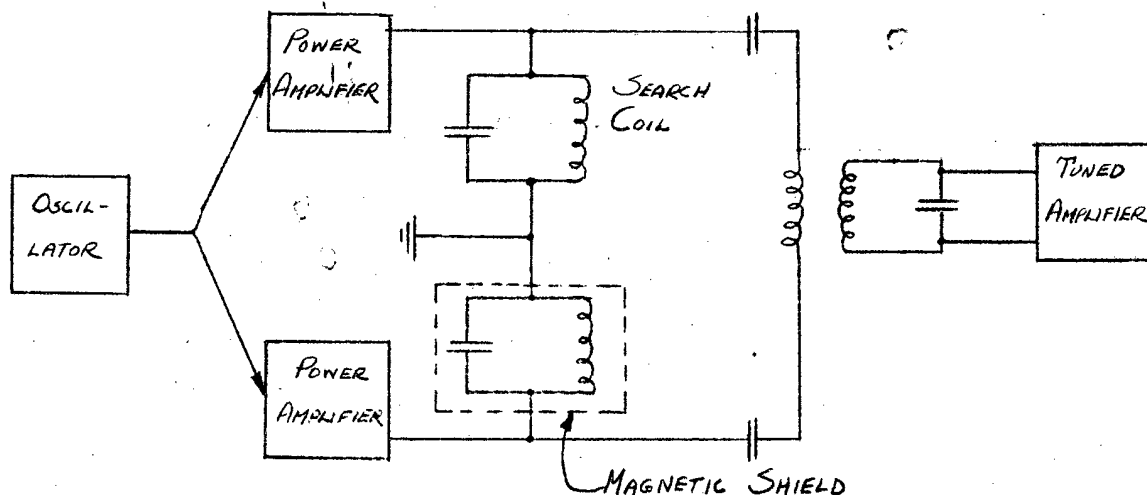 POWER
AMPLIFIER
SEARCH
COIL
OSCIL-
LATOR
TUNED
AMPLIFIER
POWER
AMPLIFIER
MAGNETIC SHIELD